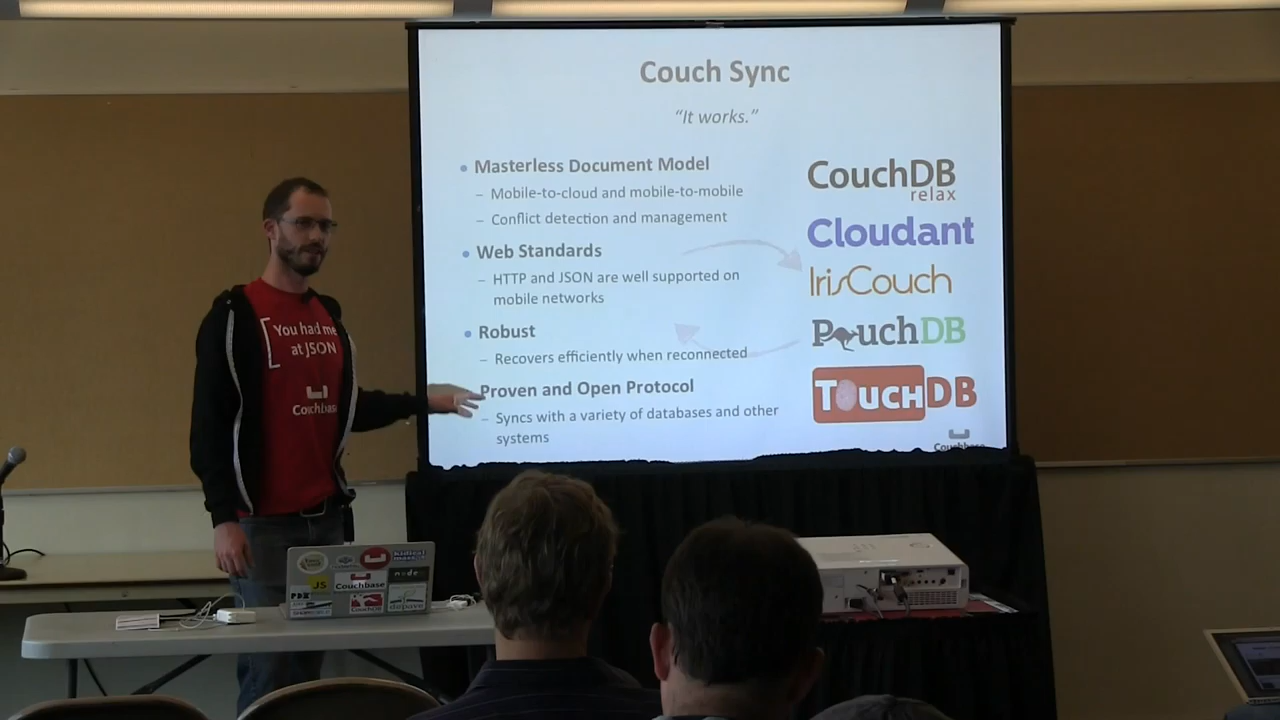 Couch Sync
“It works.”
• Masterless Document Model
– Mobile-to-cloud and mobile-to-mobile
– Conflict detection and management
• Web Standards
– HTTP and JSON are well supported on
mobile networks
• Robust
– Recovers efficiently when reconnected
Proven and Open Protocol
– Syncs with a variety of databases and other
systems
CouchDB
relax
Cloudant
IrisCouch
PouchDB
TouchDB
Couchbase
You had me
at JSON
Couchbase
JS
Couchbase
node
PDX
CouchDB